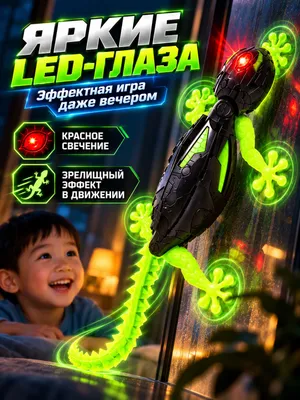 ЯРКИЕ
LED-ГЛАЗА
Эффектная игра
даже вечером
КРАСНОЕ
СВЕЧЕНИЕ
ЗРЕЛИЩНЫЙ
ЭФФЕКТ
В ДВИЖЕНИИ